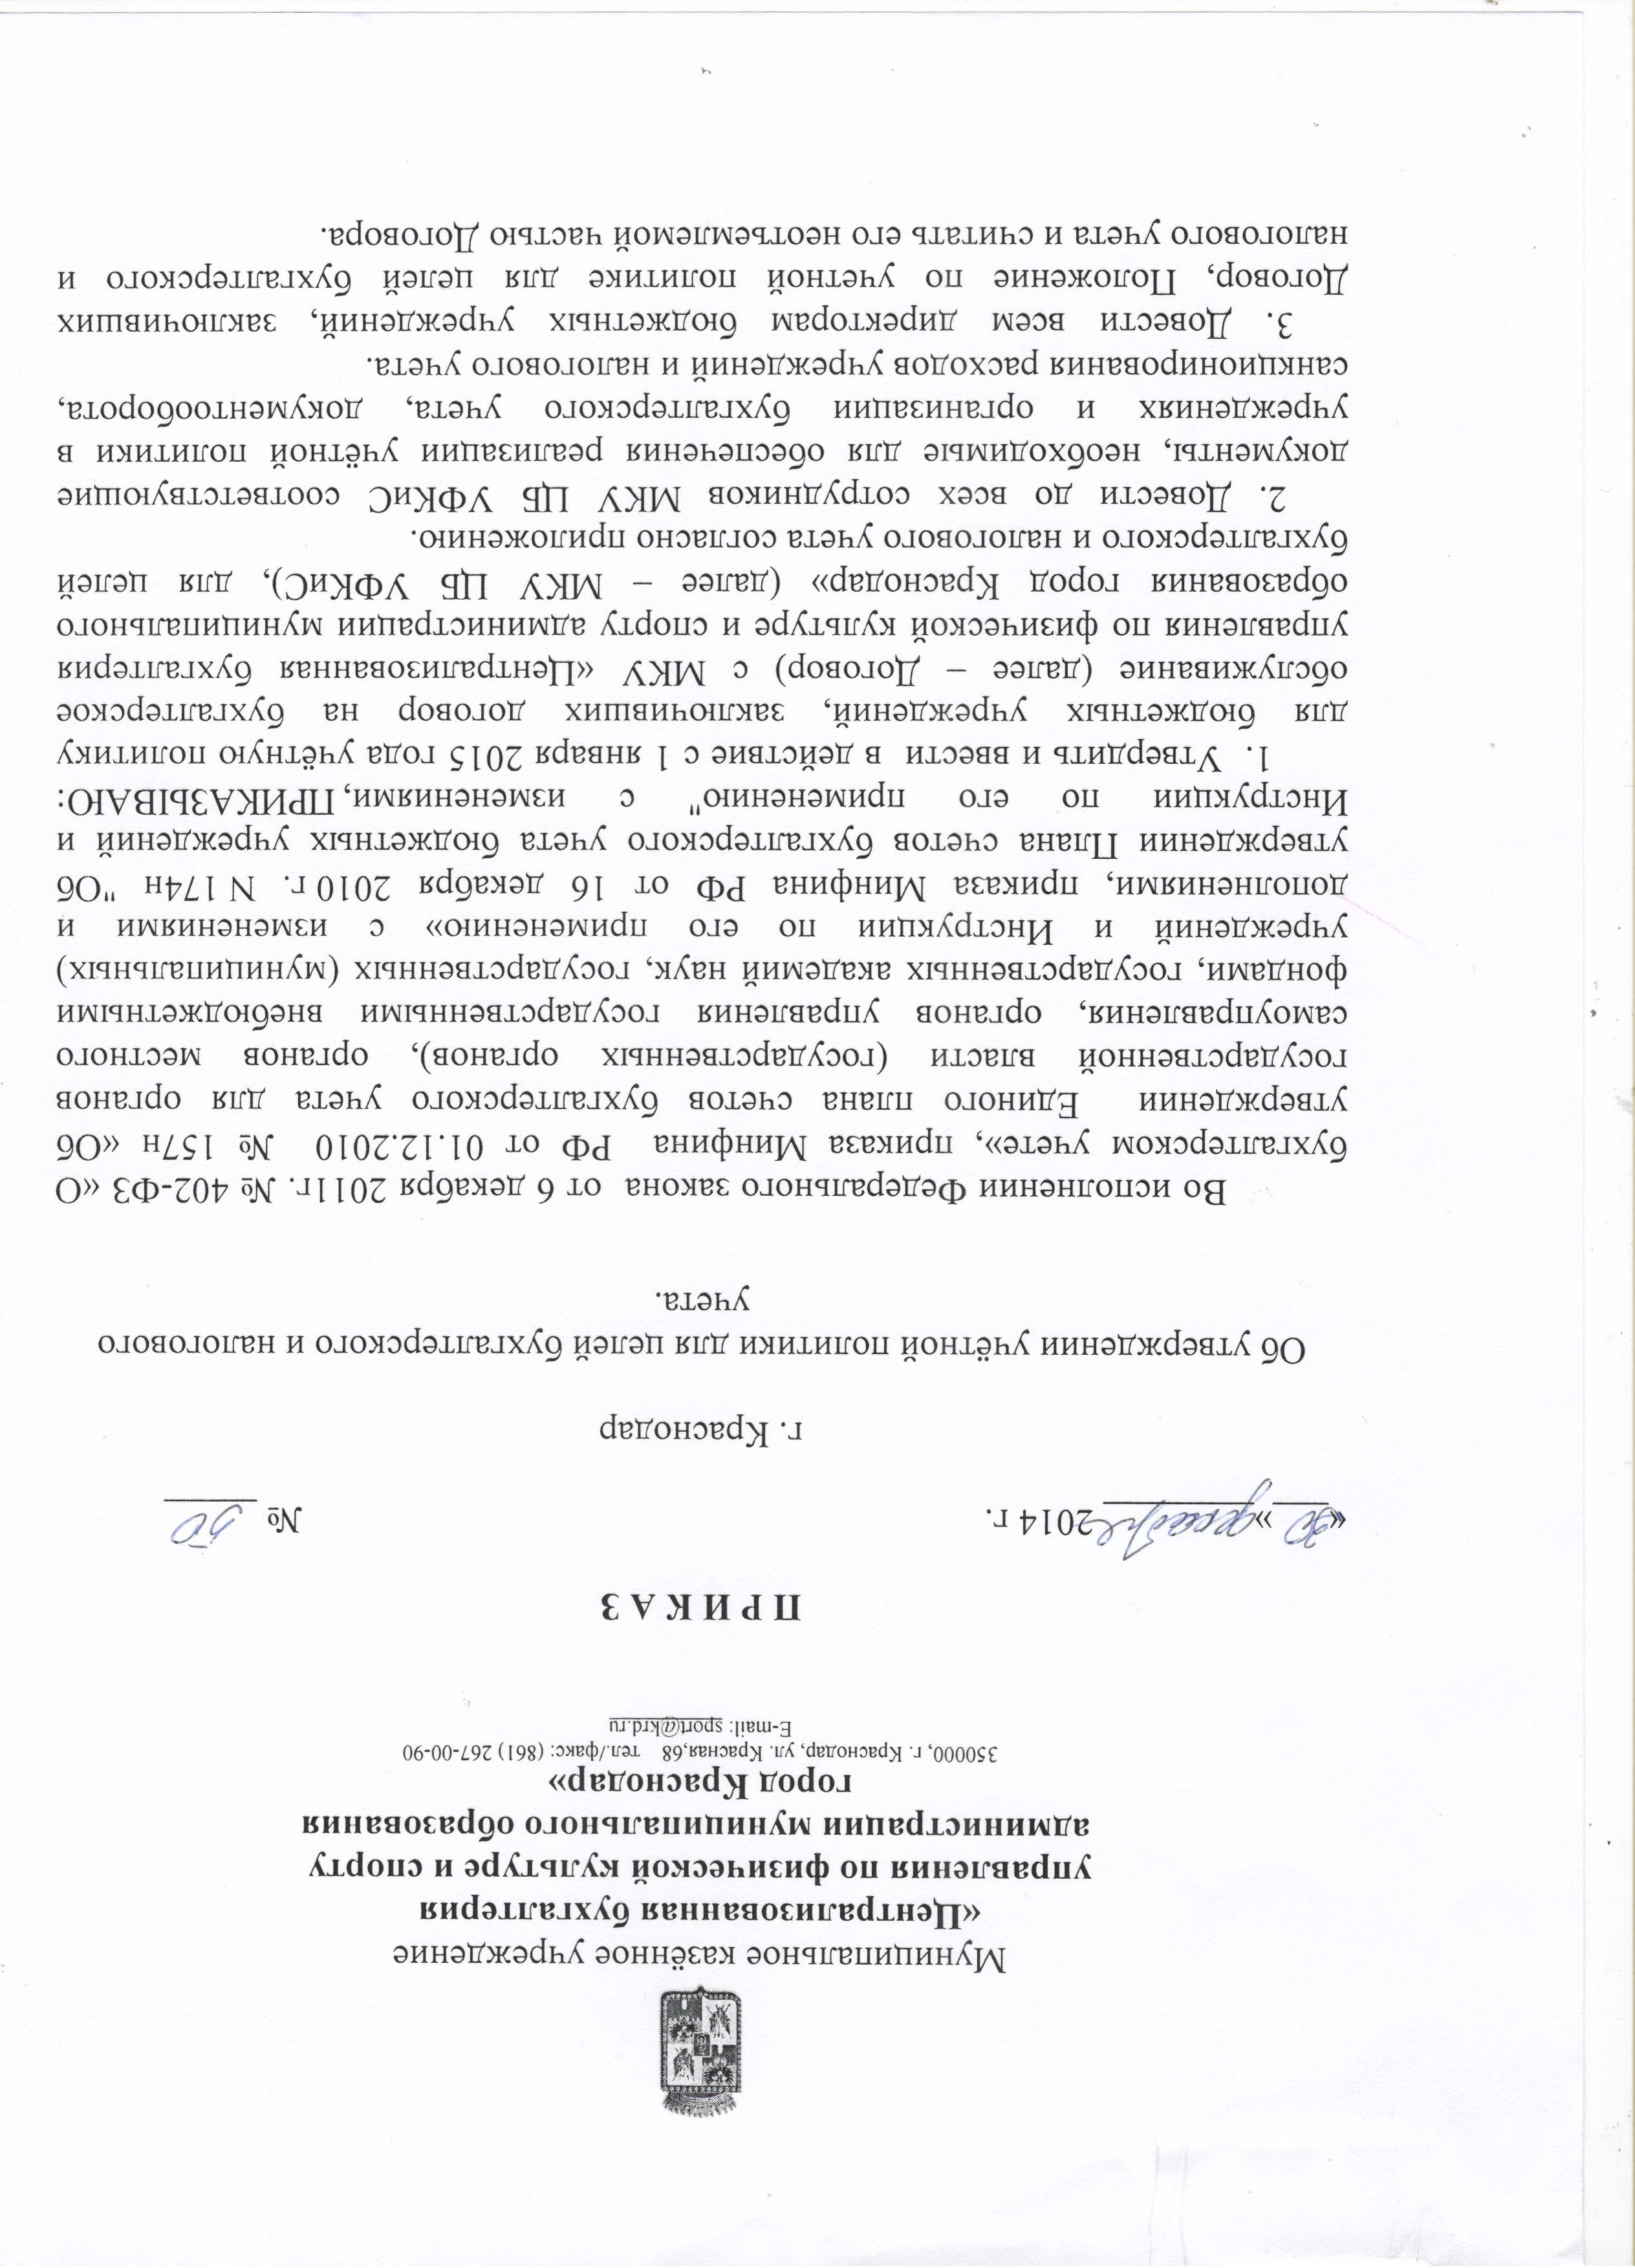 Муниципальное казённое учреждение
«Централизованная бухгалтерия
управления по физической культуре и спорту
администрации муниципального образования
город Краснодар»
350000, г. Краснодар, ул. Красная,68 тел./факс: (861) 267-00-90
E-mail: sport@krd.ru
П Р И К А З
«30» декабря 2014 г. № 50
г. Краснодар
Об утверждении учётной политики для целей бухгалтерского и налогового
учета.
Во исполнении Федерального закона от 6 декабря 2011г. № 402-ФЗ «О
бухгалтерском учете», приказа Минфина РФ от 01.12.2010 № 157н «Об
утверждении Единого плана счетов бухгалтерского учета для органов
государственной власти (государственных органов), органов местного
самоуправления, органов управления государственными внебюджетными
фондами, государственных академий наук, государственных (муниципальных)
учреждений и Инструкции по его применению» с изменениями и
дополнениями, приказа Минфина РФ от 16 декабря 2010 г. N 174н "Об
утверждении Плана счетов бухгалтерского учета бюджетных учреждений и
Инструкции по его применению" с изменениями, ПРИКАЗЫВАЮ:
1. Утвердить и ввести в действие с 1 января 2015 года учётную политику
для бюджетных учреждений, заключивших договор на бухгалтерское
обслуживание (далее – Договор) с МКУ «Централизованная бухгалтерия
управления по физической культуре и спорту администрации муниципального
образования город Краснодар» (далее – МКУ ЦБ УФКиС), для целей
бухгалтерского и налогового учета согласно приложению.
2. Довести до всех сотрудников МКУ ЦБ УФКиС соответствующие
документы, необходимые для обеспечения реализации учётной политики в
учреждениях и организации бухгалтерского учета, документооборота,
санкционирования расходов учреждений и налогового учета.
3. Довести всем директорам бюджетных учреждений, заключивших
Договор, Положение по учетной политике для целей бухгалтерского и
налогового учета и считать его неотъемлемой частью Договора.